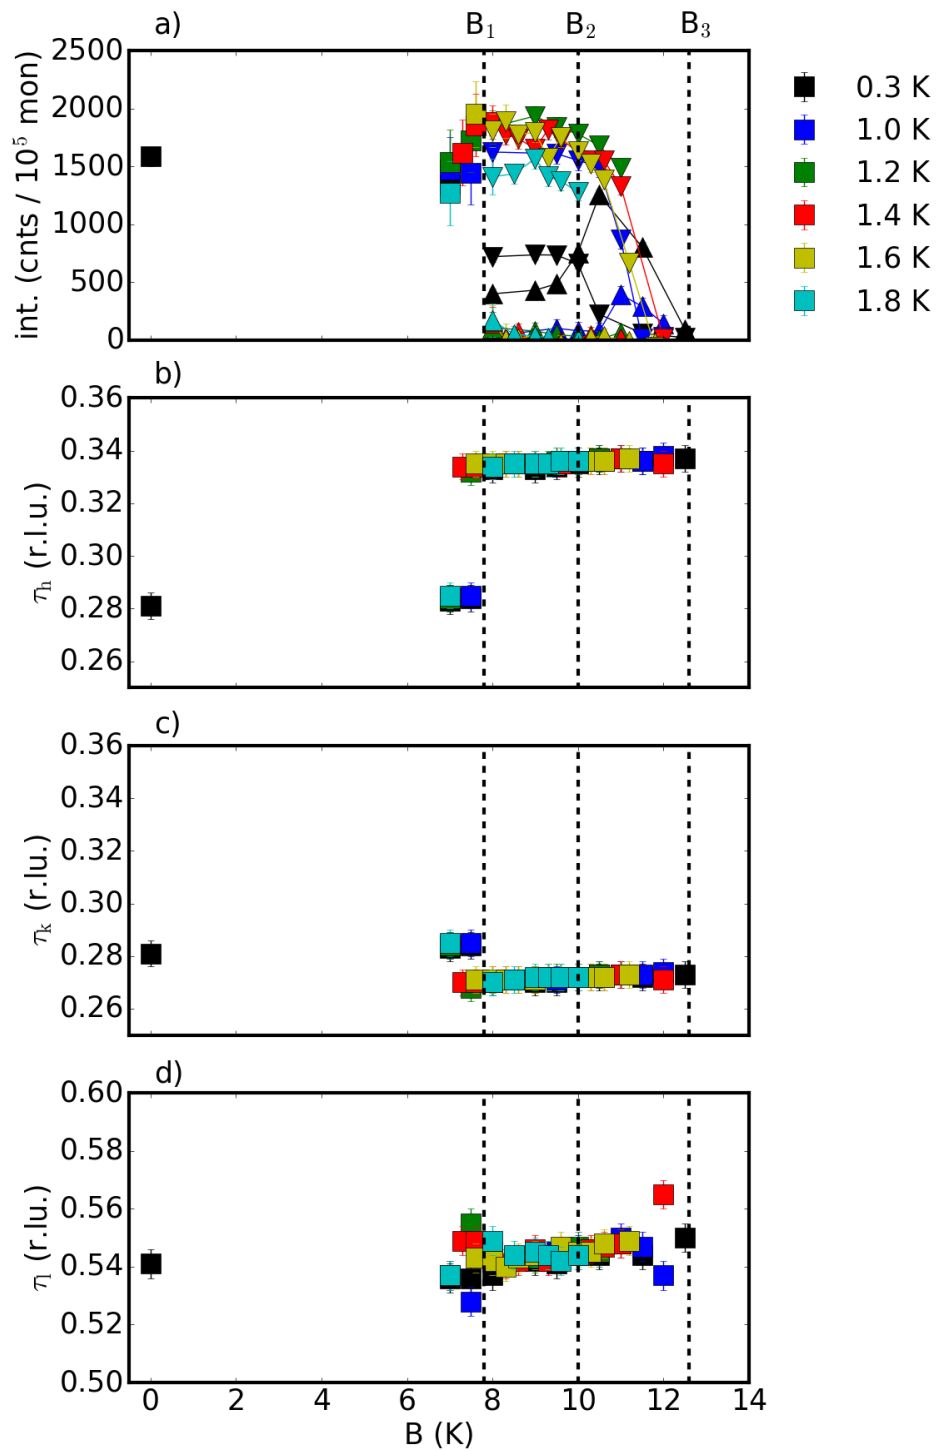 a) B₁ B₂ B₃
2500
2000
1500
1000
500
0
int. (cnts / 10⁵ mon)
0.3 K
1.0 K
1.2 K
1.4 K
1.6 K
1.8 K
b)
0.36
0.34
0.32
0.30
0.28
0.26
τₕ (r.l.u.)
c)
0.36
0.34
0.32
0.30
0.28
0.26
τₖ (r.lu.)
d)
0.60
0.58
0.56
0.54
0.52
0.50
τₗ (r.lu.)
0 2 4 6 8 10 12 14
B (K)